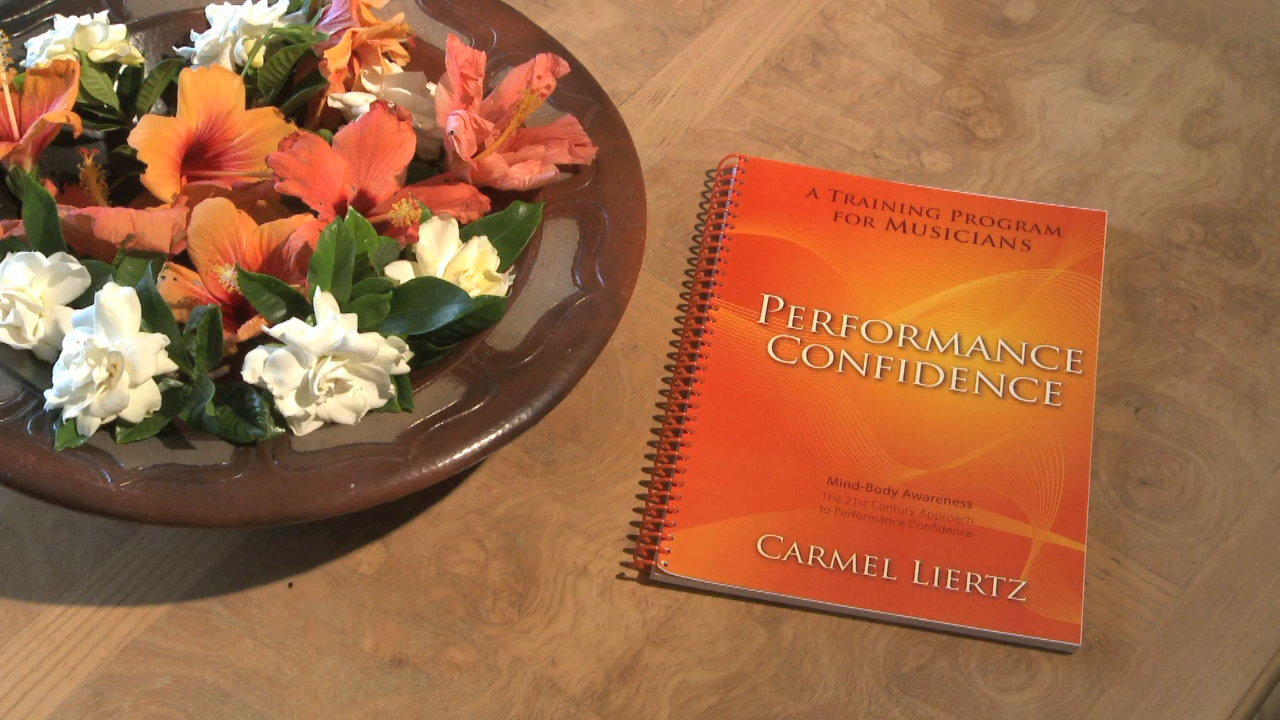 A Training Program
for Musicians
Performance
Confidence
Mind-Body Awareness
The 21st Century Approach
to Performance Confidence
Carmel Liertz